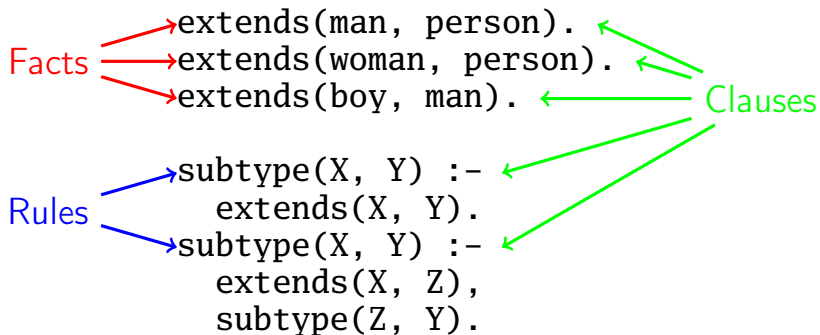 extends(man, person).
Facts extends(woman, person).
extends(boy, man). Clauses
subtype(X, Y) :-
Rules extends(X, Y).
subtype(X, Y) :-
extends(X, Z),
subtype(Z, Y).